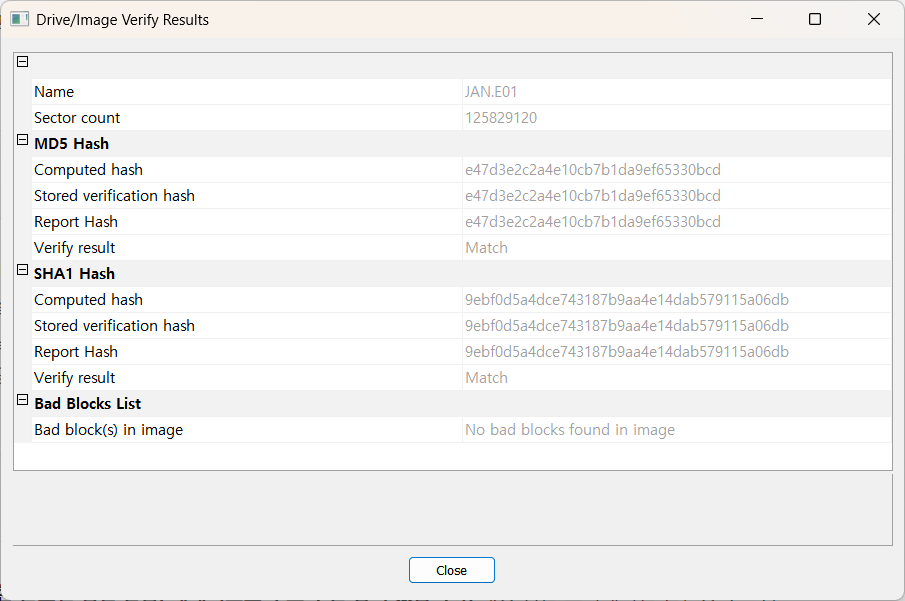 Drive/Image Verify Results
Name JAN.E01
Sector count 125829120
MD5 Hash
Computed hash e47d3e2c2a4e10cb7b1da9ef65330bcd
Stored verification hash e47d3e2c2a4e10cb7b1da9ef65330bcd
Report Hash e47d3e2c2a4e10cb7b1da9ef65330bcd
Verify result Match
SHA1 Hash
Computed hash 9ebf0d5a4dce743187b9aa4e14dab579115a06db
Stored verification hash 9ebf0d5a4dce743187b9aa4e14dab579115a06db
Report Hash 9ebf0d5a4dce743187b9aa4e14dab579115a06db
Verify result Match
Bad Blocks List
Bad block(s) in image No bad blocks found in image
Close